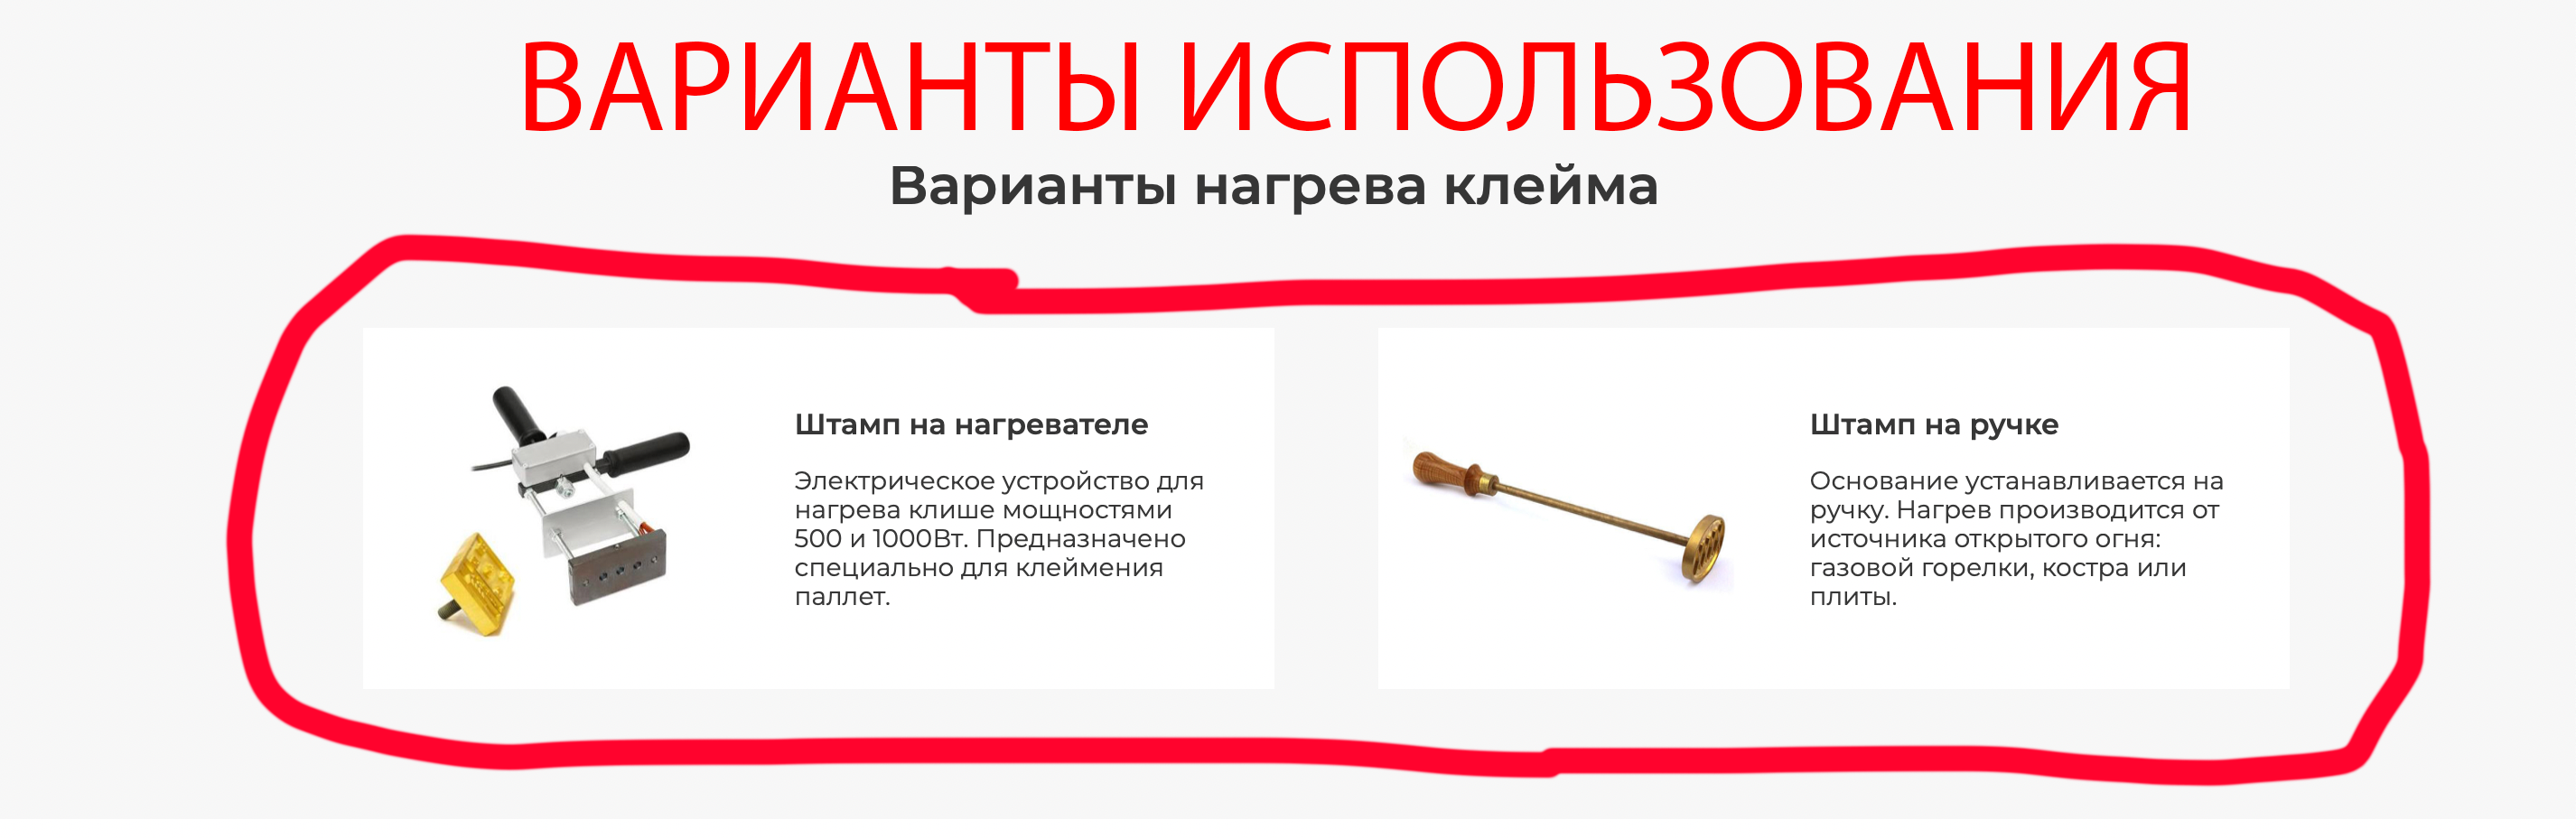 ВАРИАНТЫ ИСПОЛЬЗОВАНИЯ
Варианты нагрева клейма
Штамп на нагревателе
Электрическое устройство для
нагрева клише мощностями
500 и 1000Вт. Предназначено
специально для клеймения
паллет.
Штамп на ручке
Основание устанавливается на
ручку. Нагрев производится от
источника открытого огня:
газовой горелки, костра или
плиты.